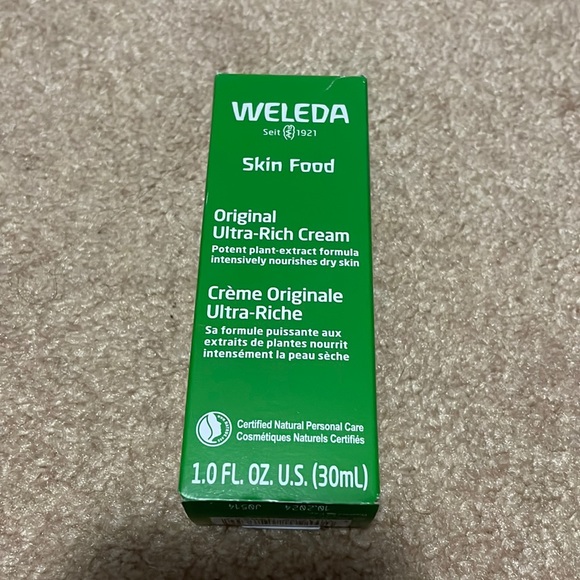 WELEDA
Seit 1921
Skin Food
Original
Ultra-Rich Cream
Potent plant-extract formula
intensively nourishes dry skin
Crème Originale
Ultra-Riche
Sa formule puissante aux
extraits de plantes nourrit
intensément la peau sèche
Certified Natural Personal Care
Cosmétiques Naturels Certifiés
1.0 FL. OZ. U.S. (30mL)
10.2024